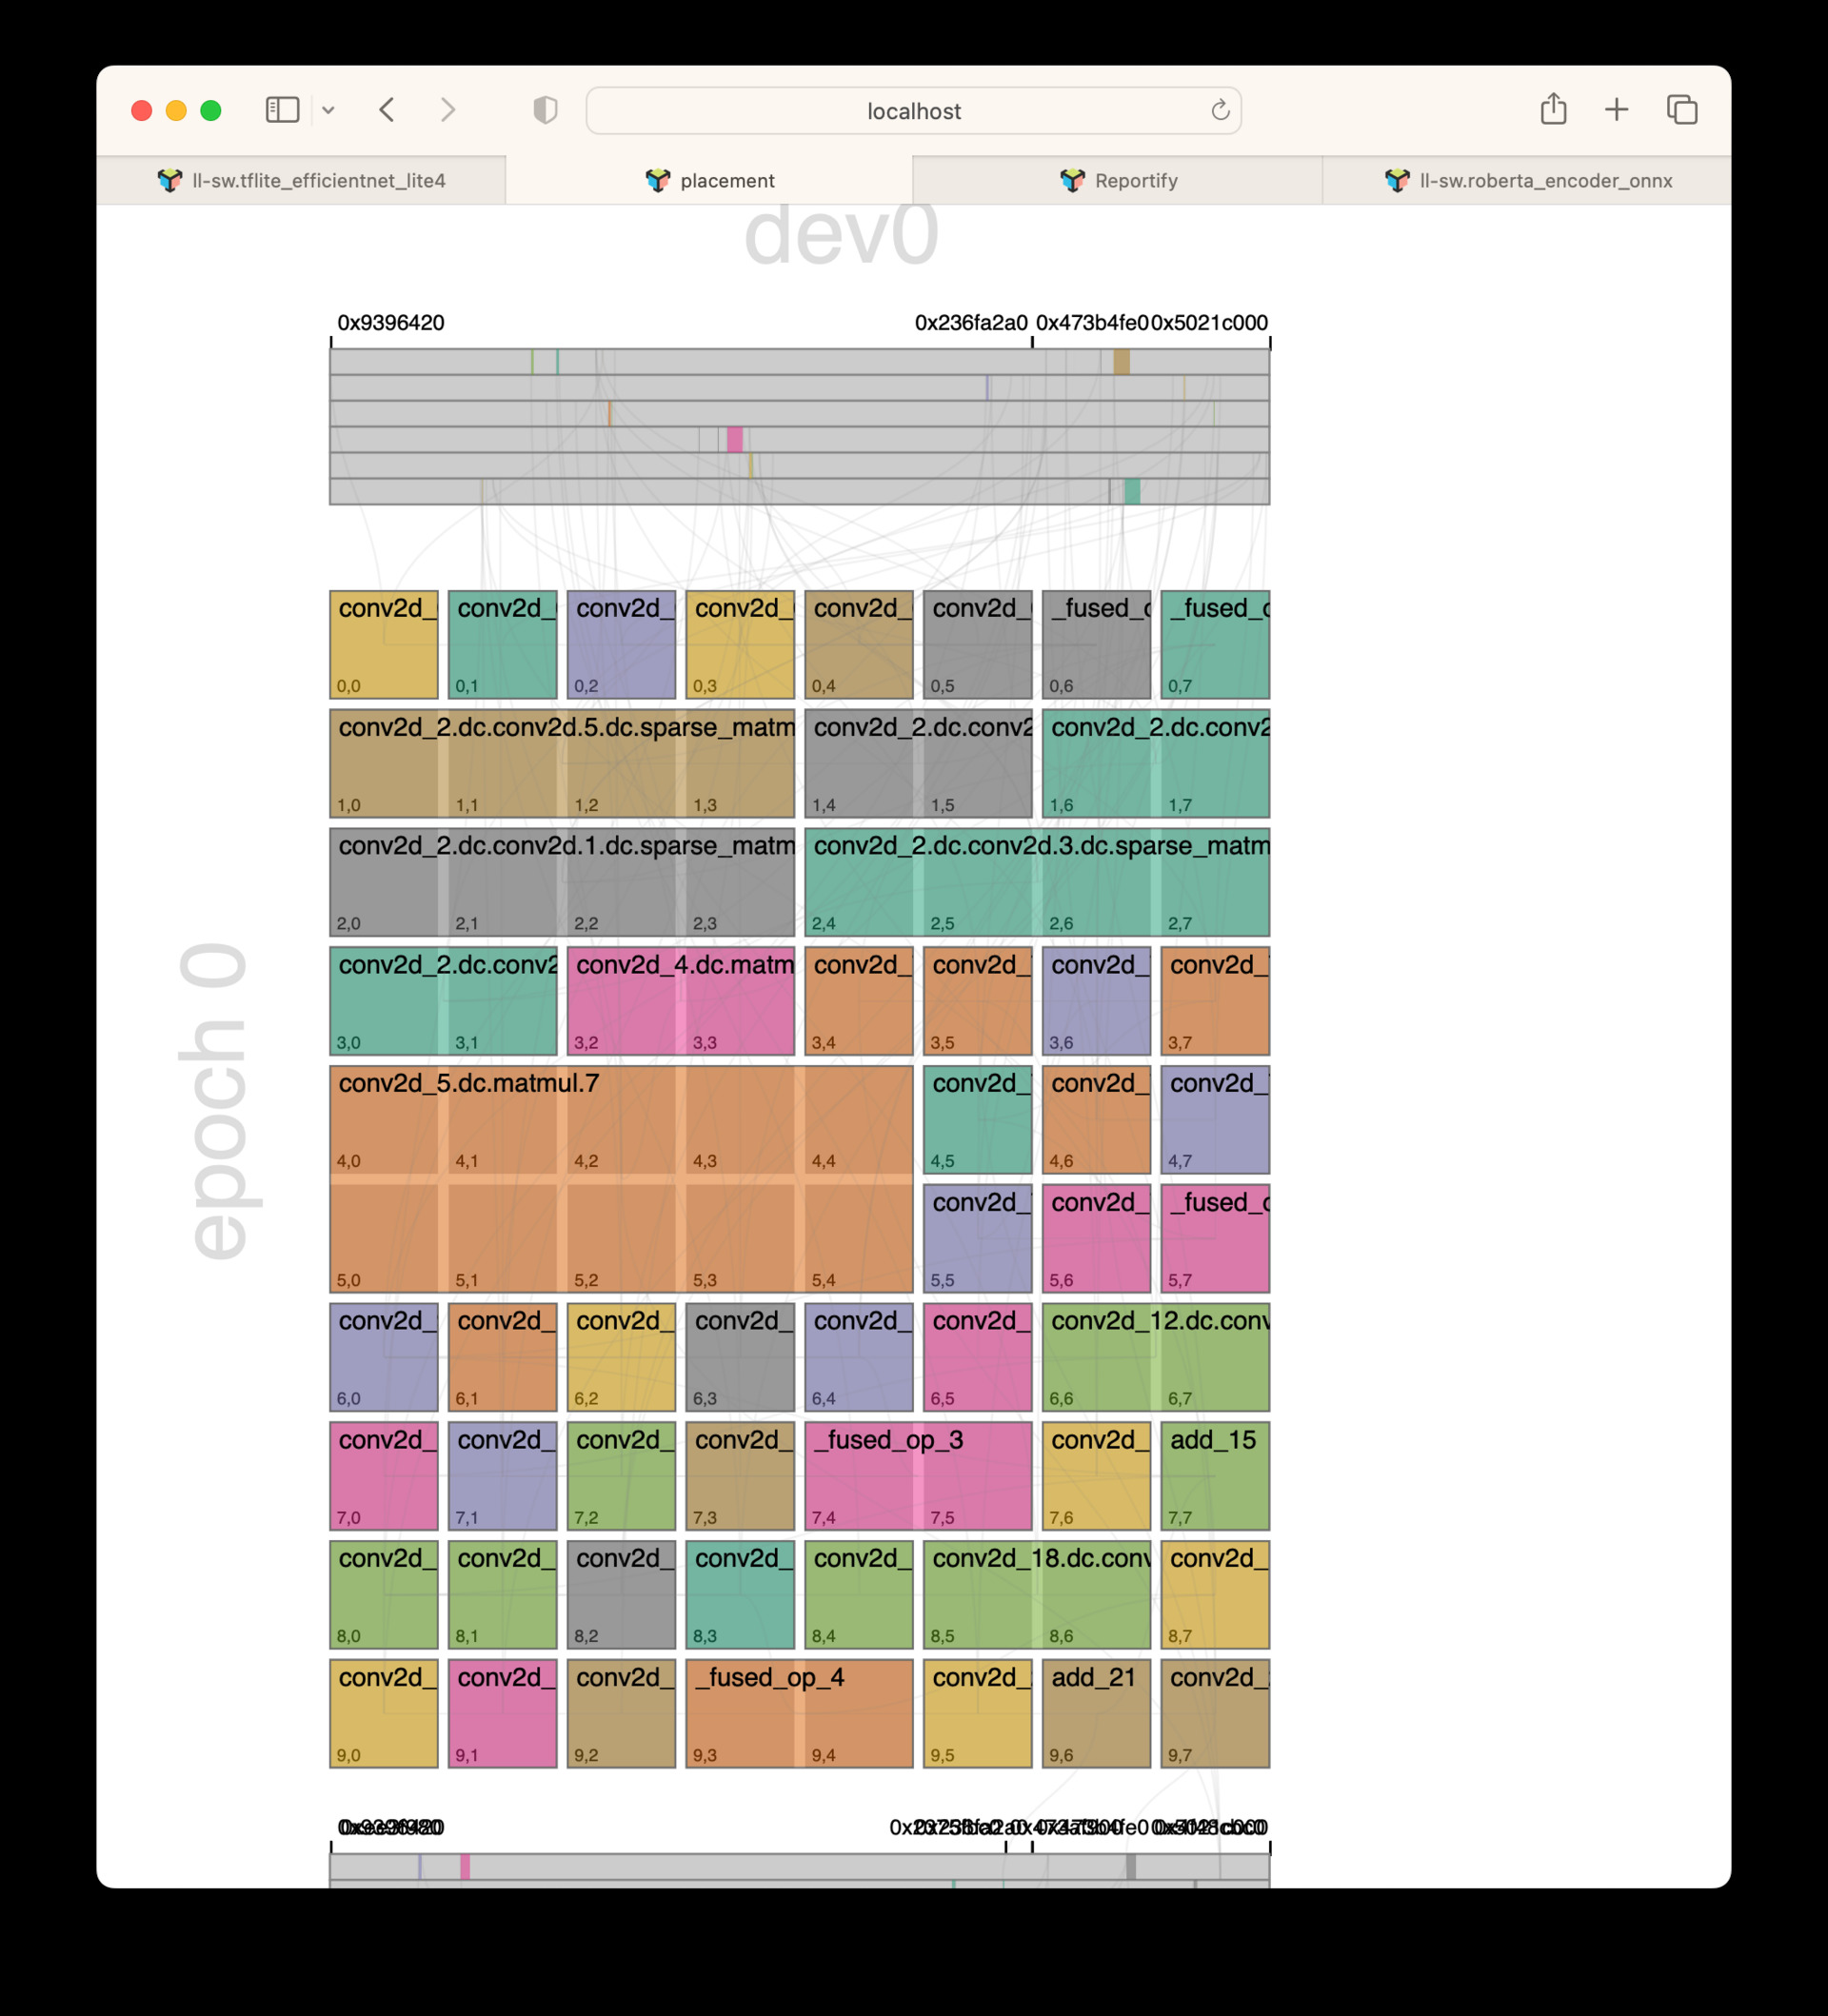 localhost
ll-sw.tflite_efficientnet_lite4 placement Reportify ll-sw.roberta_encoder_onnx
dev0
0x9396420 0x236fa2a0 0x473b4fe0 0x5021c000
epoch 0
conv2d_ conv2d_ conv2d_ conv2d_ conv2d_ conv2d_ _fused_o _fused_o
0,0 0,1 0,2 0,3 0,4 0,5 0,6 0,7
conv2d_2.dc.conv2d.5.dc.sparse_matm conv2d_2.dc.conv2 conv2d_2.dc.conv2
1,0 1,1 1,2 1,3 1,4 1,5 1,6 1,7
conv2d_2.dc.conv2d.1.dc.sparse_matm conv2d_2.dc.conv2d.3.dc.sparse_matm
2,0 2,1 2,2 2,3 2,4 2,5 2,6 2,7
conv2d_2.dc.conv2 conv2d_4.dc.matm conv2d_ conv2d_ conv2d_ conv2d_
3,0 3,1 3,2 3,3 3,4 3,5 3,6 3,7
conv2d_5.dc.matmul.7 conv2d_ conv2d_ conv2d_
4,0 4,1 4,2 4,3 4,4 4,5 4,6 4,7
conv2d_ conv2d_ _fused_o
5,0 5,1 5,2 5,3 5,4 5,5 5,6 5,7
conv2d_ conv2d_ conv2d_ conv2d_ conv2d_ conv2d_ conv2d_12.dc.conv
6,0 6,1 6,2 6,3 6,4 6,5 6,6 6,7
conv2d_ conv2d_ conv2d_ conv2d_ _fused_op_3 conv2d_ add_15
7,0 7,1 7,2 7,3 7,4 7,5 7,6 7,7
conv2d_ conv2d_ conv2d_ conv2d_ conv2d_ conv2d_18.dc.conv conv2d_
8,0 8,1 8,2 8,3 8,4 8,5 8,6 8,7
conv2d_ conv2d_ conv2d_ _fused_op_4 conv2d_ add_21 conv2d_
9,0 9,1 9,2 9,3 9,4 9,5 9,6 9,7